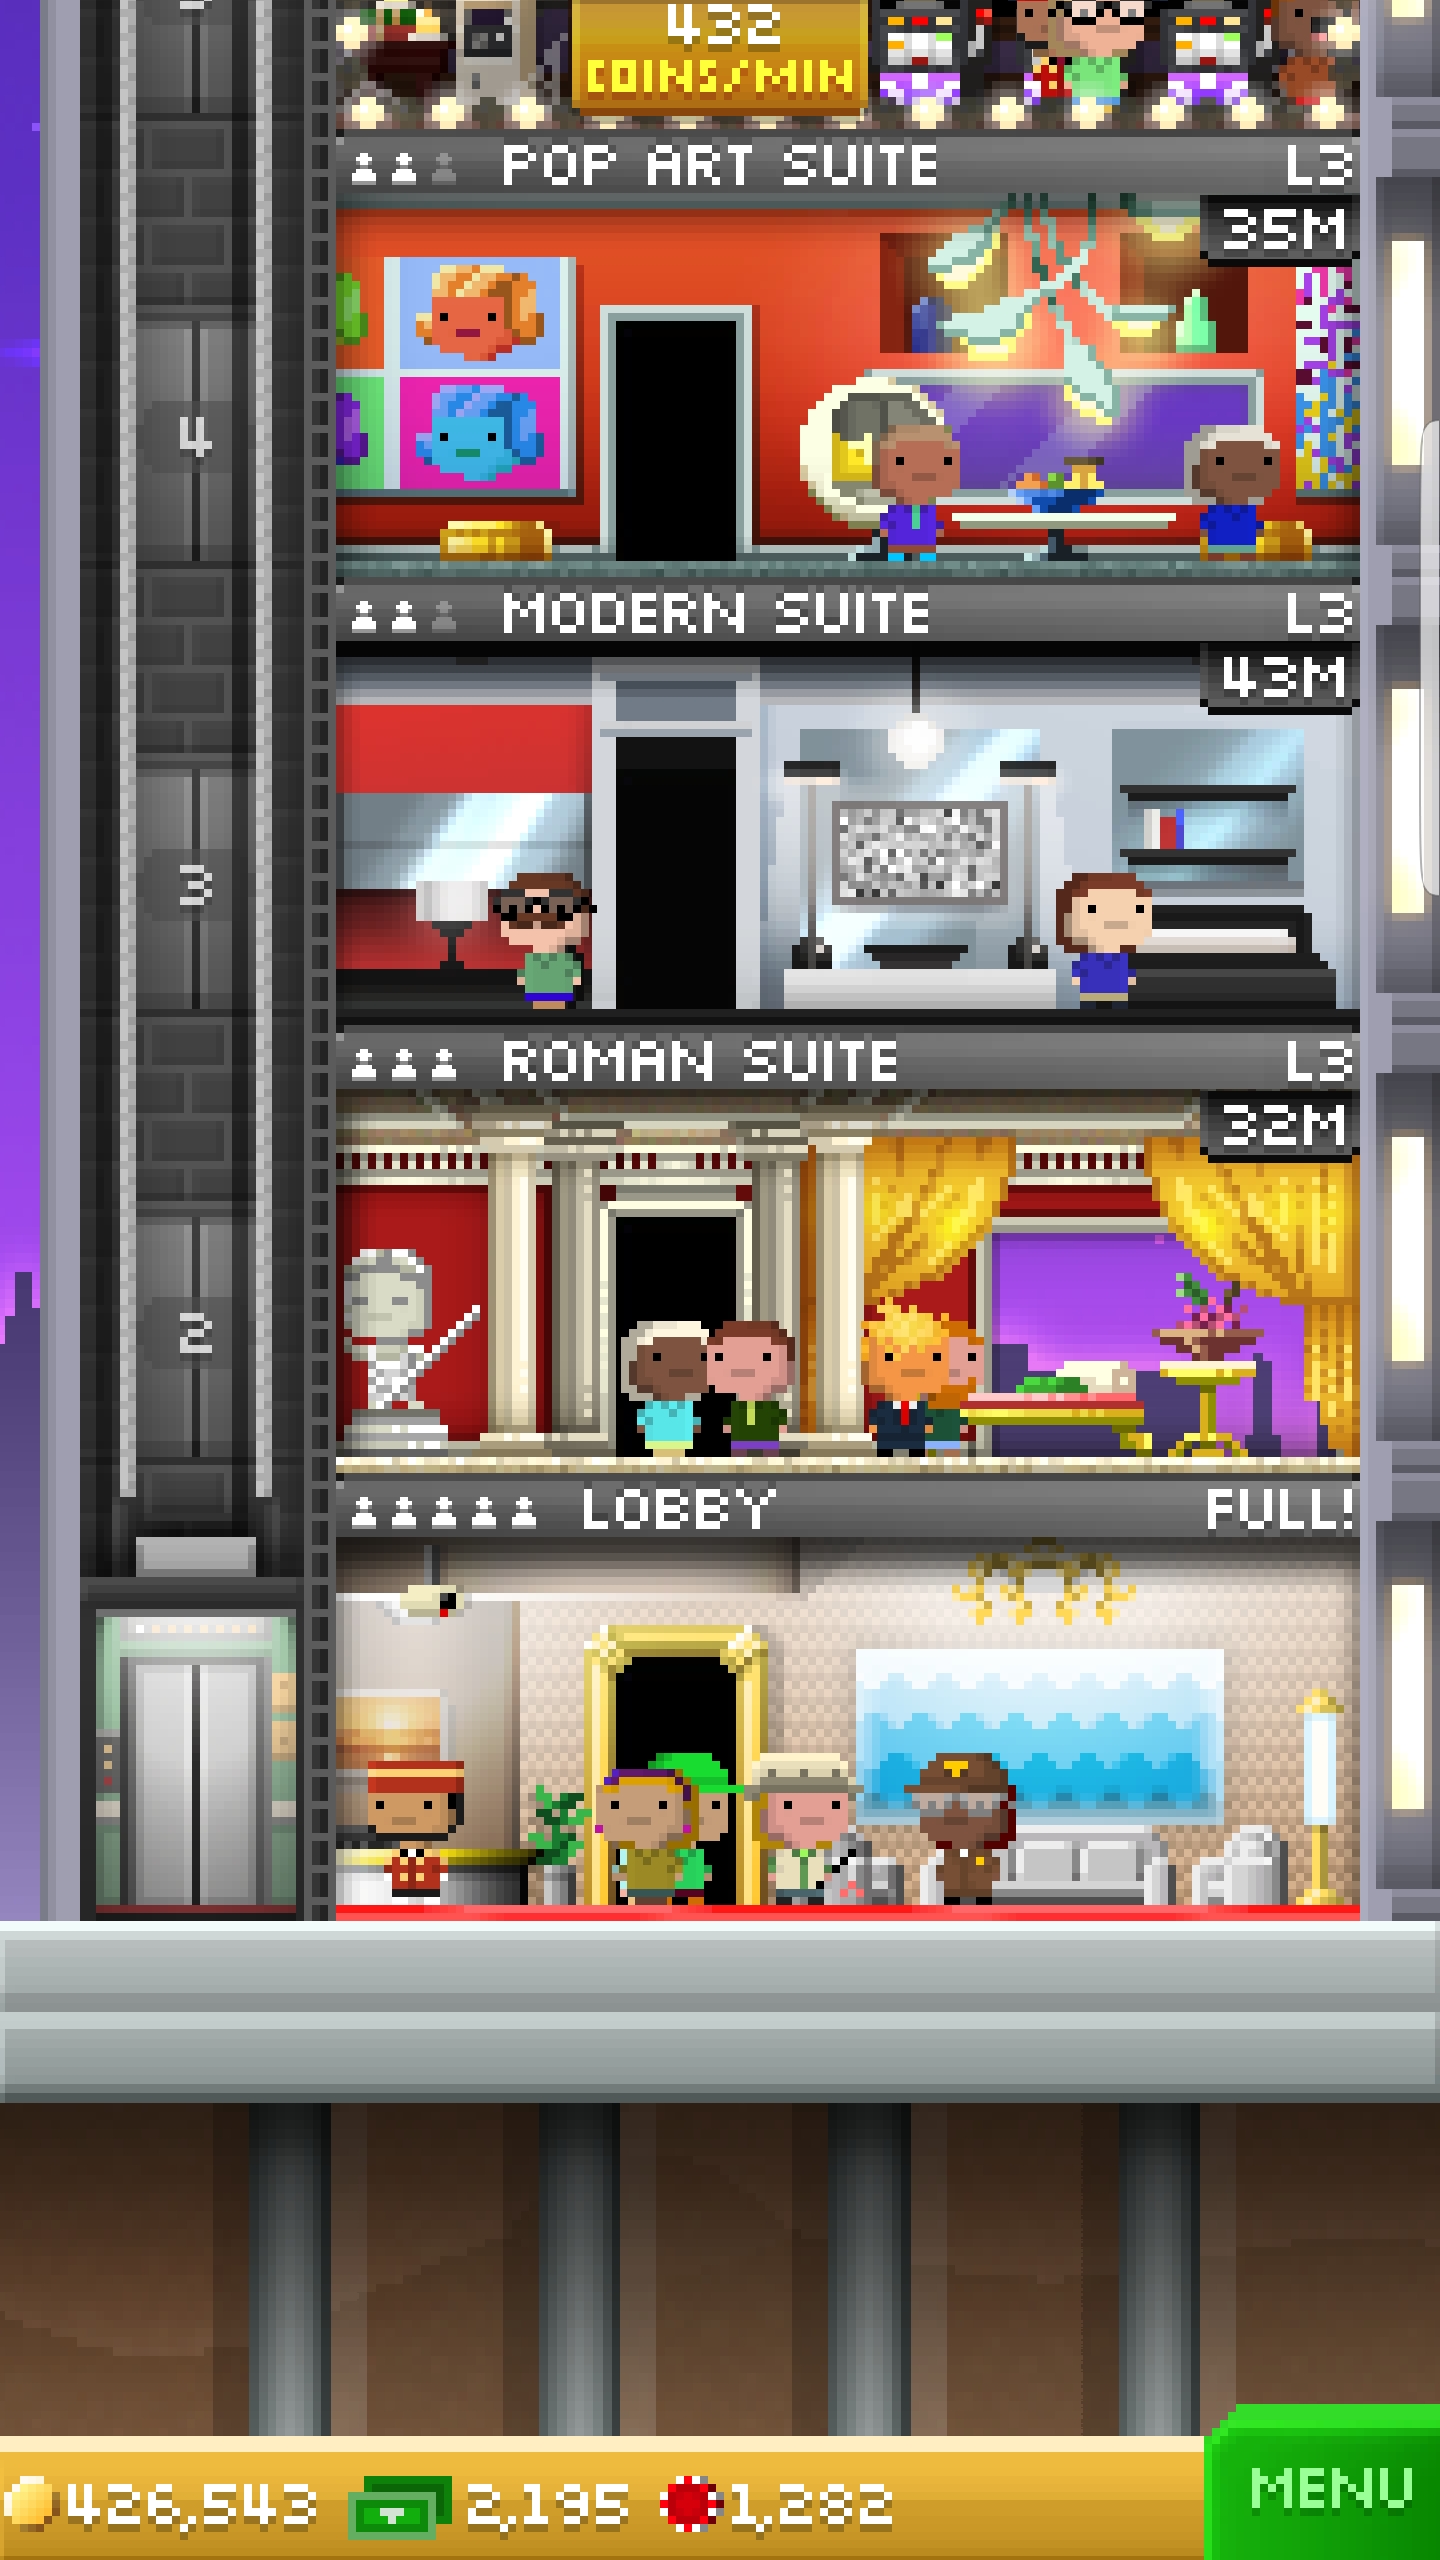 432
COINS/MIN
POP ART SUITE L3
35M
4
MODERN SUITE L3
43M
3
ROMAN SUITE L3
32M
2
LOBBY FULL!
426,543 2,195 1,282 MENU